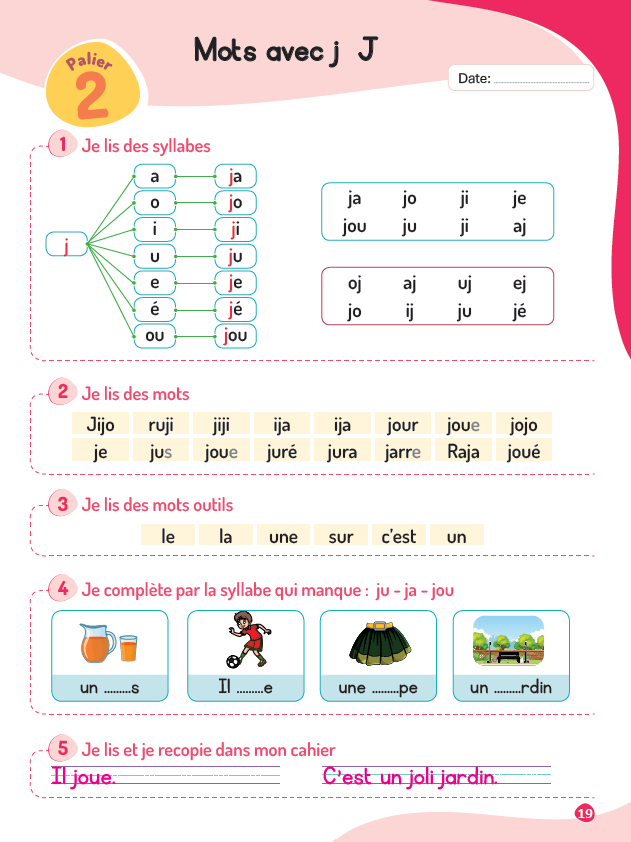 Mots avec j J
Palier
2
Date: ........................................
1 Je lis des syllabes
j
a ja
o jo
i ji
u ju
e je
é jé
ou jou
ja jo ji je
jou ju ji aj
oj aj uj ej
jo ij ju jé
2 Je lis des mots
Jijo ruji jiji ija ija jour joue jojo
je jus joue juré jura jarre Raja joué
3 Je lis des mots outils
le la une sur c'est un
4 Je complète par la syllabe qui manque : ju - ja - jou
un .........s Il .........e une .........pe un .........rdin
5 Je lis et je recopie dans mon cahier
Il joue. C'est un joli jardin.
19